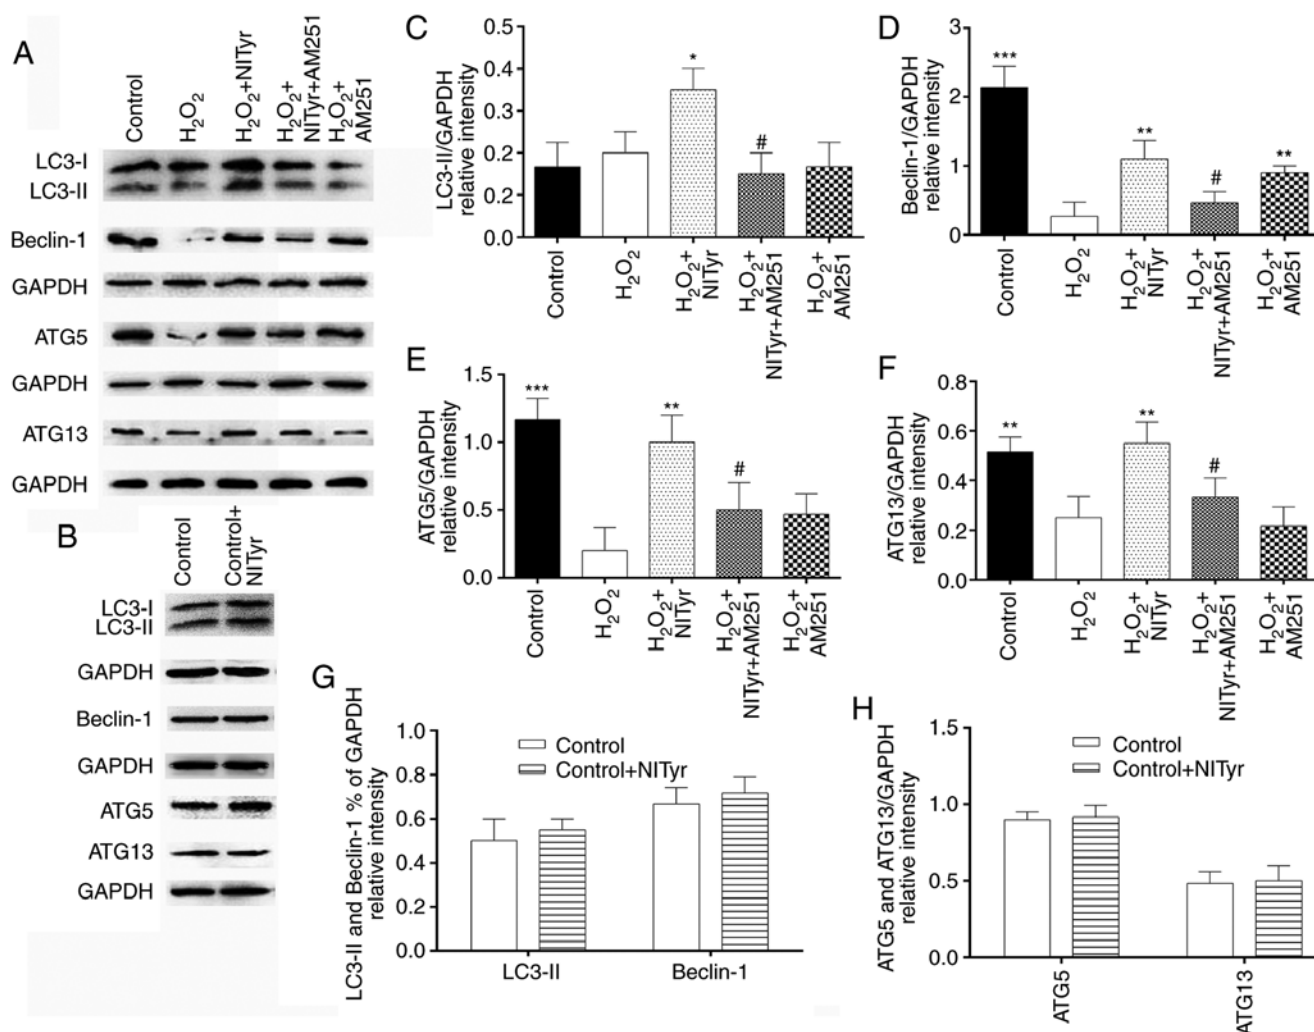 A
Control
H₂O₂
H₂O₂+NITyr
H₂O₂+
NITyr+AM251
H₂O₂+
AM251
LC3-I
LC3-II
Beclin-1
GAPDH
ATG5
GAPDH
ATG13
GAPDH
B
Control
Control+
NITyr
LC3-I
LC3-II
GAPDH
Beclin-1
GAPDH
ATG5
ATG13
GAPDH
C
LC3-II/GAPDH
relative intensity
0.5
0.4
0.3
0.2
0.2
0.0
*
#
Control
H₂O₂
H₂O₂+
NITyr
H₂O₂+
NITyr+AM251
H₂O₂+
AM251
D
Beclin-1/GAPDH
relative intensity
3
2
1
0
***
**
#
**
Control
H₂O₂
H₂O₂+
NITyr
H₂O₂+
NITyr+AM251
H₂O₂+
AM251
E
ATG5/GAPDH
relative intensity
1.5
1.0
0.5
0.0
***
**
#
Control
H₂O₂
H₂O₂+
NITyr
H₂O₂+
NITyr+AM251
H₂O₂+
AM251
F
ATG13/GAPDH
relative intensity
0.8
0.6
0.4
0.2
0.0
**
**
#
Control
H₂O₂
H₂O₂+
NITyr
H₂O₂+
NITyr+AM251
H₂O₂+
AM251
G
LC3-II and Beclin-1 % of GAPDH
relative intensity
1.0
0.8
0.6
0.4
0.2
0.0
Control
Control+NITyr
LC3-II
Beclin-1
H
ATG5 and ATG13/GAPDH
relative intensity
1.5
1.0
0.5
0.0
Control
Control+NITyr
ATG5
ATG13